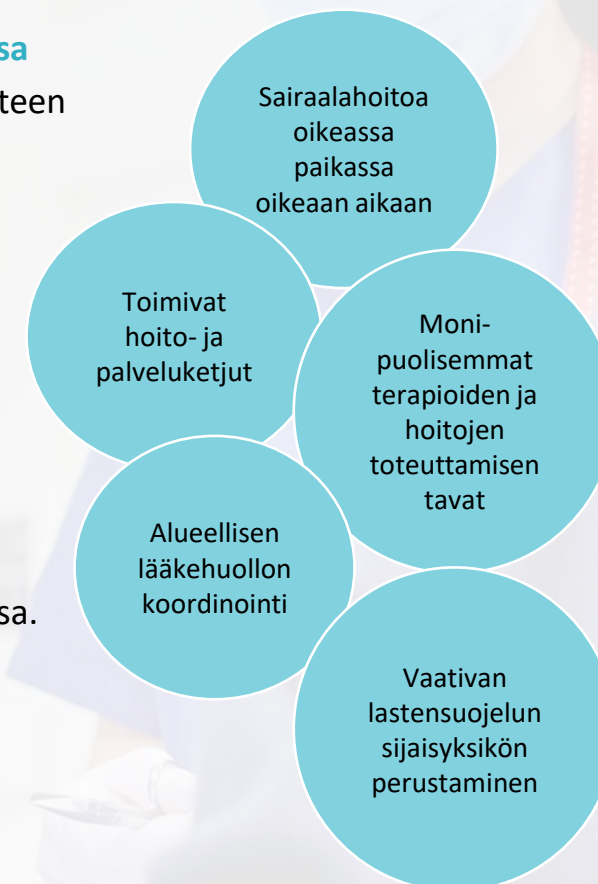 sa
teen
Sairaalahoitoa
oikeassa
paikassa
oikeaan aikaan
Toimivat
hoito- ja
palveluketjut
Moni-
puolisemmat
terapioiden ja
hoitojen
toteuttamisen
tavat
Alueellisen
lääkehuollon
koordinointi
sa.
Vaativan
lastensuojelun
sijaisyksikön
perustaminen